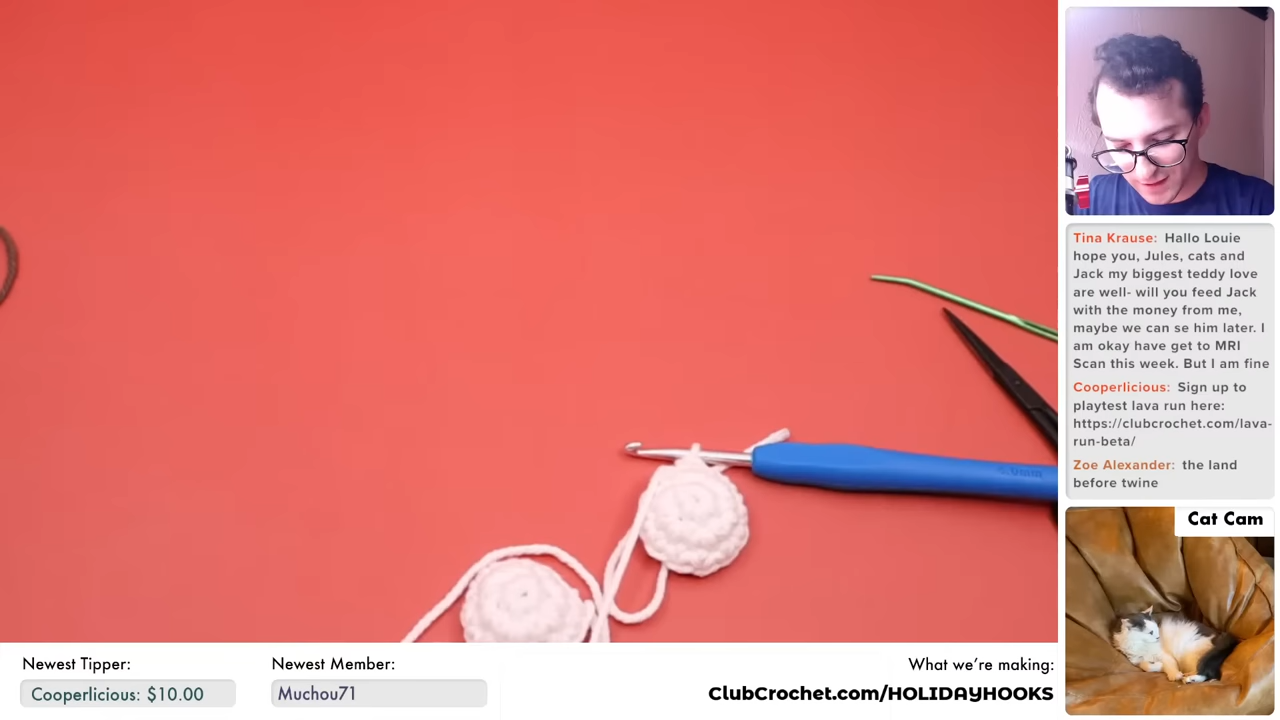 Tina Krause: Hallo Louie
hope you, Jules, cats and
Jack my biggest teddy love
are well- will you feed Jack
with the money from me,
maybe we can se him later. I
am okay have get to MRI
Scan this week. But I am fine
Cooperlicious: Sign up to
playtest lava run here:
https://clubcrochet.com/lava-
run-beta/
Zoe Alexander: the land
before twine
Cat Cam
Newest Tipper:
Cooperlicious: $10.00
Newest Member:
Muchou71
What we're making:
ClubCrochet.com/HOLIDAYHOOKS